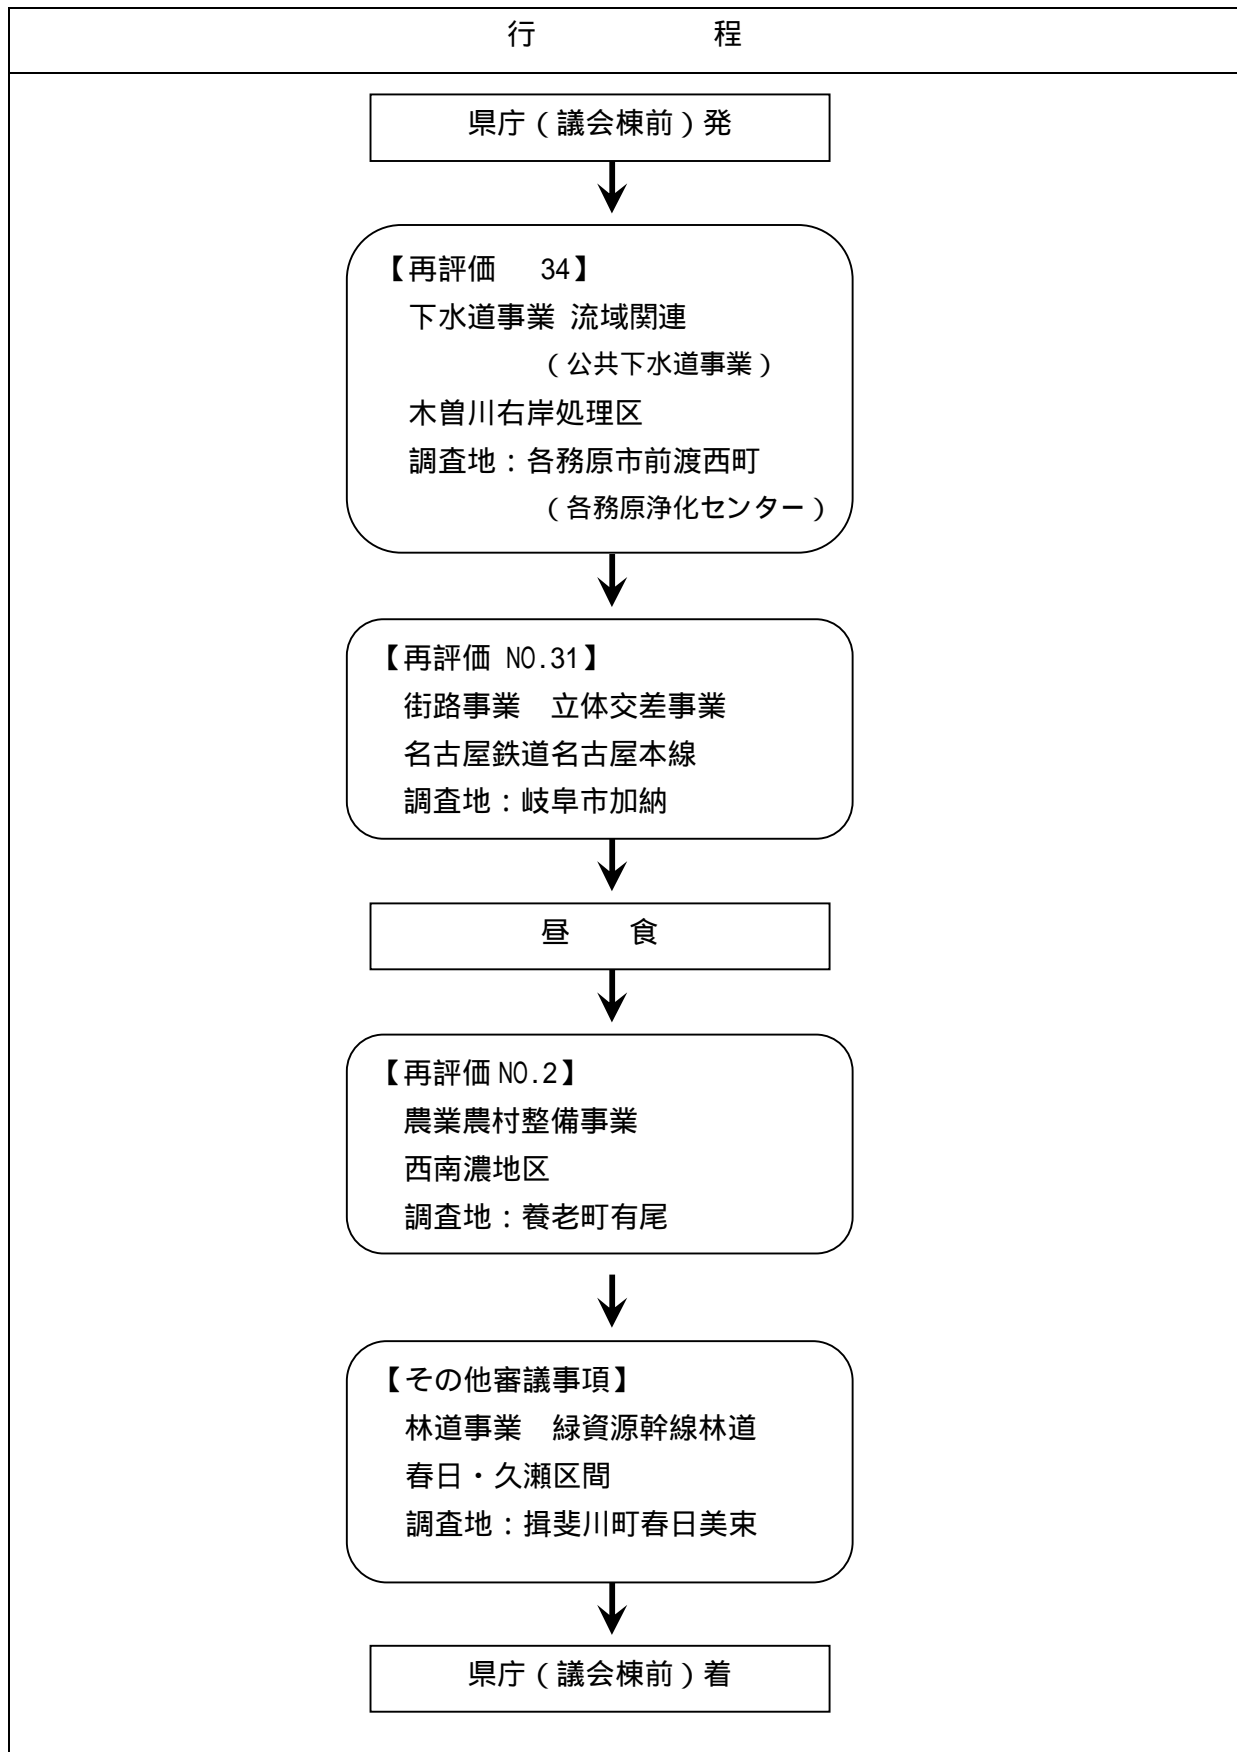 行　　　　　　程
県庁（議会棟前）発
【再評価　 34】
下水道事業 流域関連
（公共下水道事業）
木曽川右岸処理区
調査地：各務原市前渡西町
（各務原浄化センター）
【再評価 NO.31】
街路事業　立体交差事業
名古屋鉄道名古屋本線
調査地：岐阜市加納
昼　　食
【再評価 NO.2】
農業農村整備事業
西南濃地区
調査地：養老町有尾
【その他審議事項】
林道事業　緑資源幹線林道
春日・久瀬区間
調査地：揖斐川町春日美束
県庁（議会棟前）着